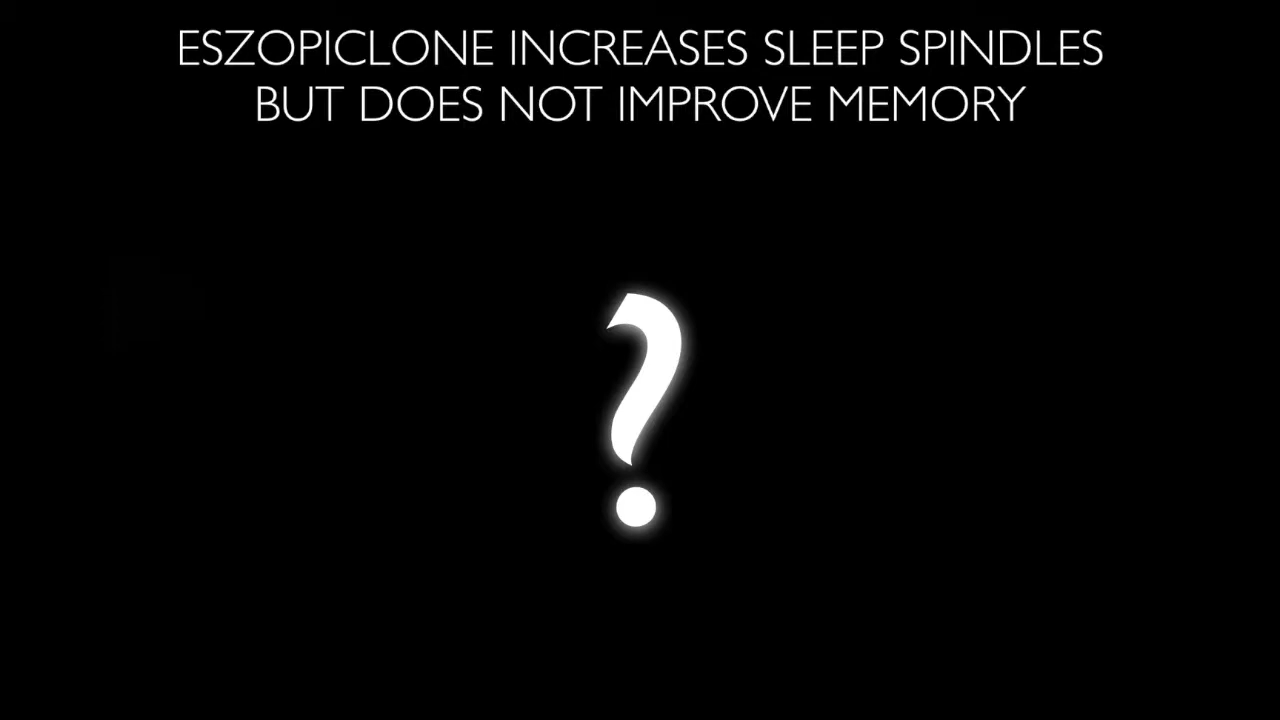 ESZOPICLONE INCREASES SLEEP SPINDLES
BUT DOES NOT IMPROVE MEMORY
?